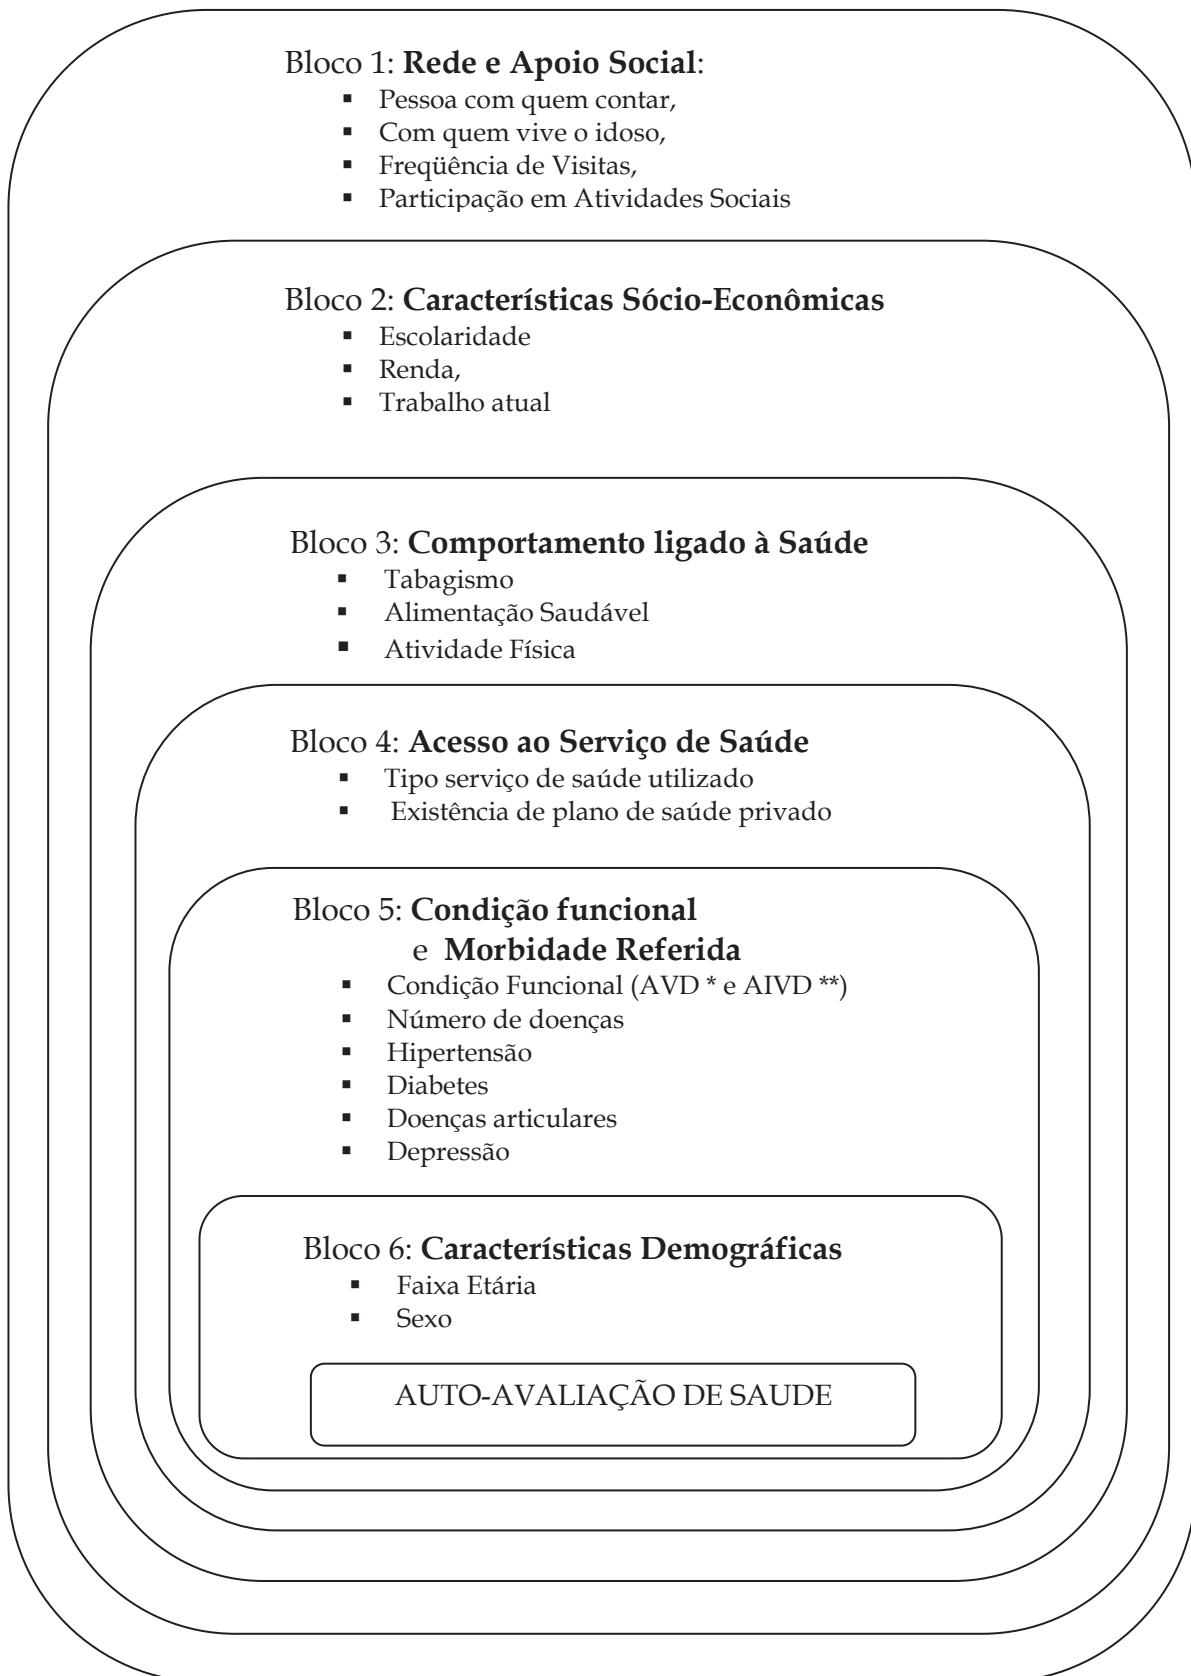 Bloco 1: Rede e Apoio Social:
▪ Pessoa com quem contar,
▪ Com quem vive o idoso,
▪ Freqüência de Visitas,
▪ Participação em Atividades Sociais
Bloco 2: Características Sócio-Econômicas
▪ Escolaridade
▪ Renda,
▪ Trabalho atual
Bloco 3: Comportamento ligado à Saúde
▪ Tabagismo
▪ Alimentação Saudável
▪ Atividade Física
Bloco 4: Acesso ao Serviço de Saúde
▪ Tipo serviço de saúde utilizado
▪ Existência de plano de saúde privado
Bloco 5: Condição funcional
e Morbidade Referida
▪ Condição Funcional (AVD * e AIVD **)
▪ Número de doenças
▪ Hipertensão
▪ Diabetes
▪ Doenças articulares
▪ Depressão
Bloco 6: Características Demográficas
▪ Faixa Etária
▪ Sexo
AUTO-AVALIAÇÃO DE SAUDE